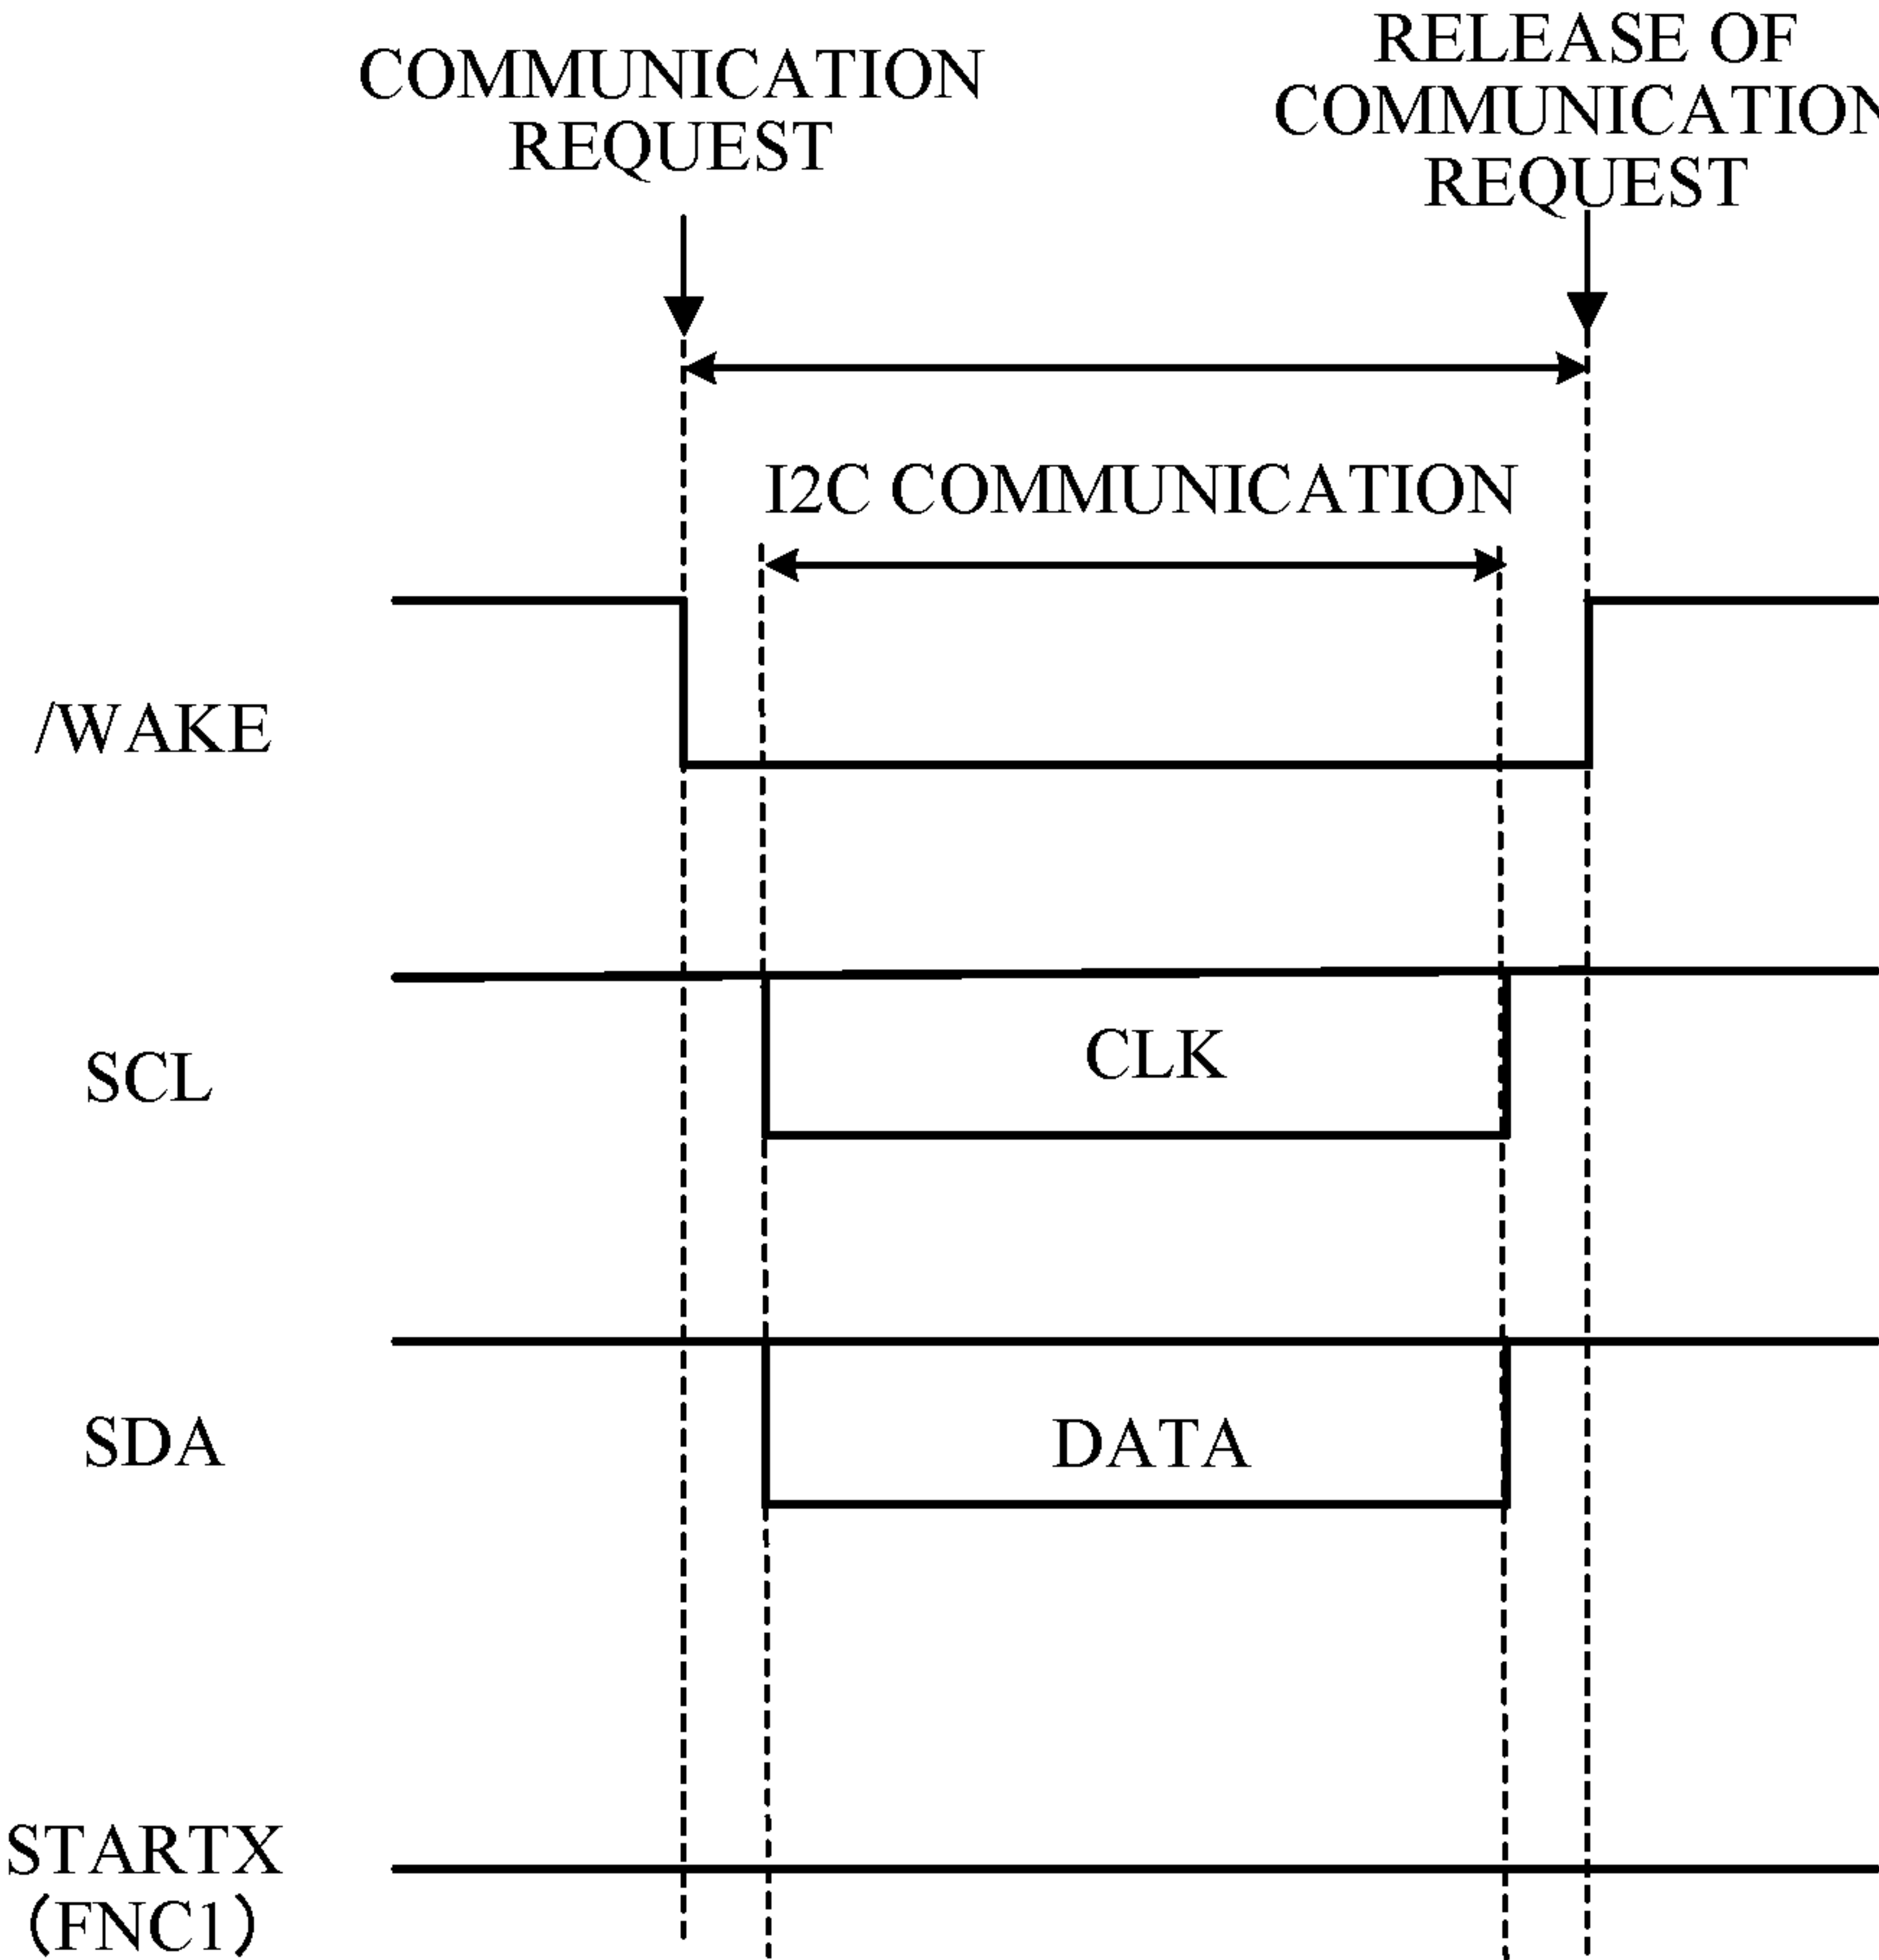 COMMUNICATION
REQUEST
RELEASE OF
COMMUNICATION
REQUEST
I2C COMMUNICATION
/WAKE
SCL
CLK
SDA
DATA
STARTX
(FNC1)